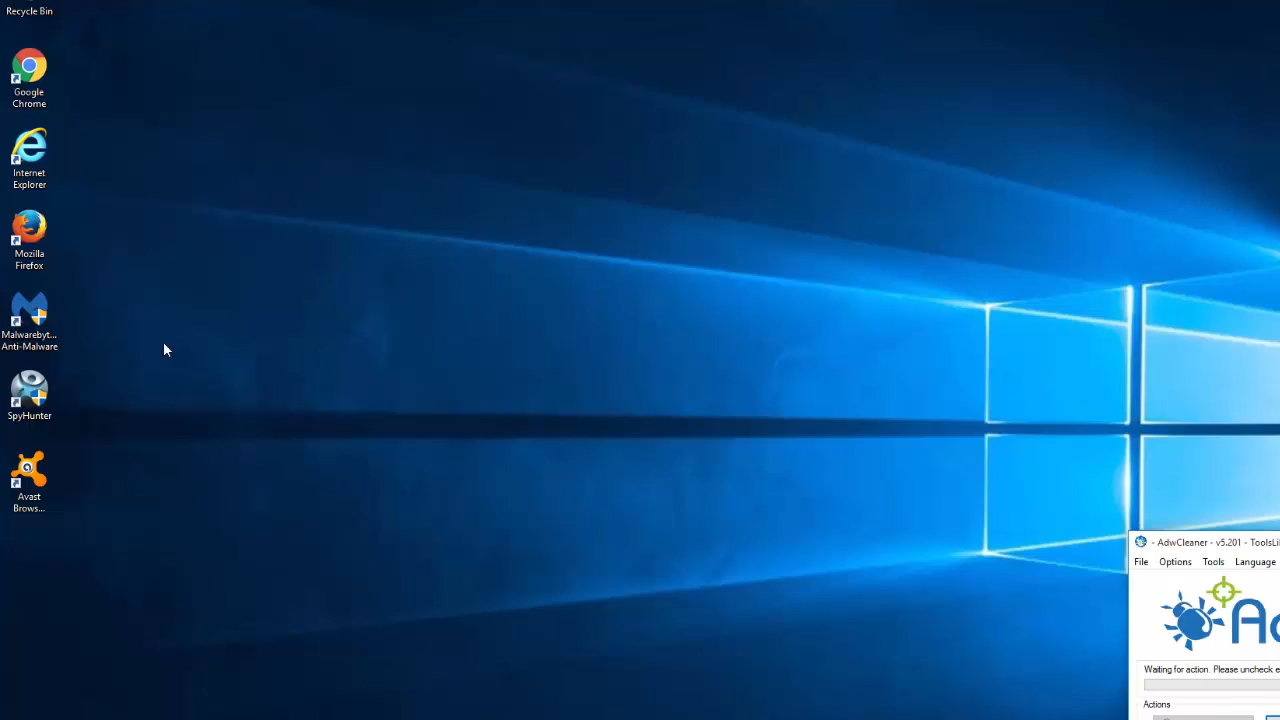 Recycle Bin
Google
Chrome
Internet
Explorer
Mozilla
Firefox
Malwarebyt...
Anti-Malware
SpyHunter
Avast
Brows...
- AdwCleaner - v5.201 - ToolsLi
File Options Tools Language
Waiting for action. Please uncheck e
Actions